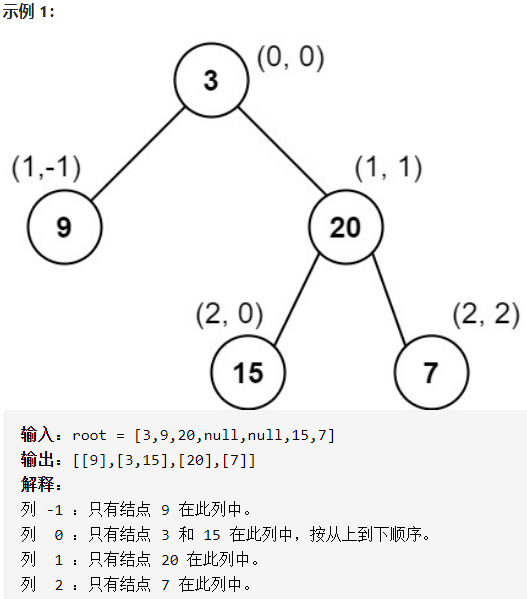 示例 1：
3
(0, 0)
(1,-1)
(1, 1)
9
20
(2, 0)
(2, 2)
15
7
输入：root = [3,9,20,null,null,15,7]
输出：[[9],[3,15],[20],[7]]
解释：
列 -1 ：只有结点 9 在此列中。
列  0 ：只有结点 3 和 15 在此列中，按从上到下顺序。
列  1 ：只有结点 20 在此列中。
列  2 ：只有结点 7 在此列中。